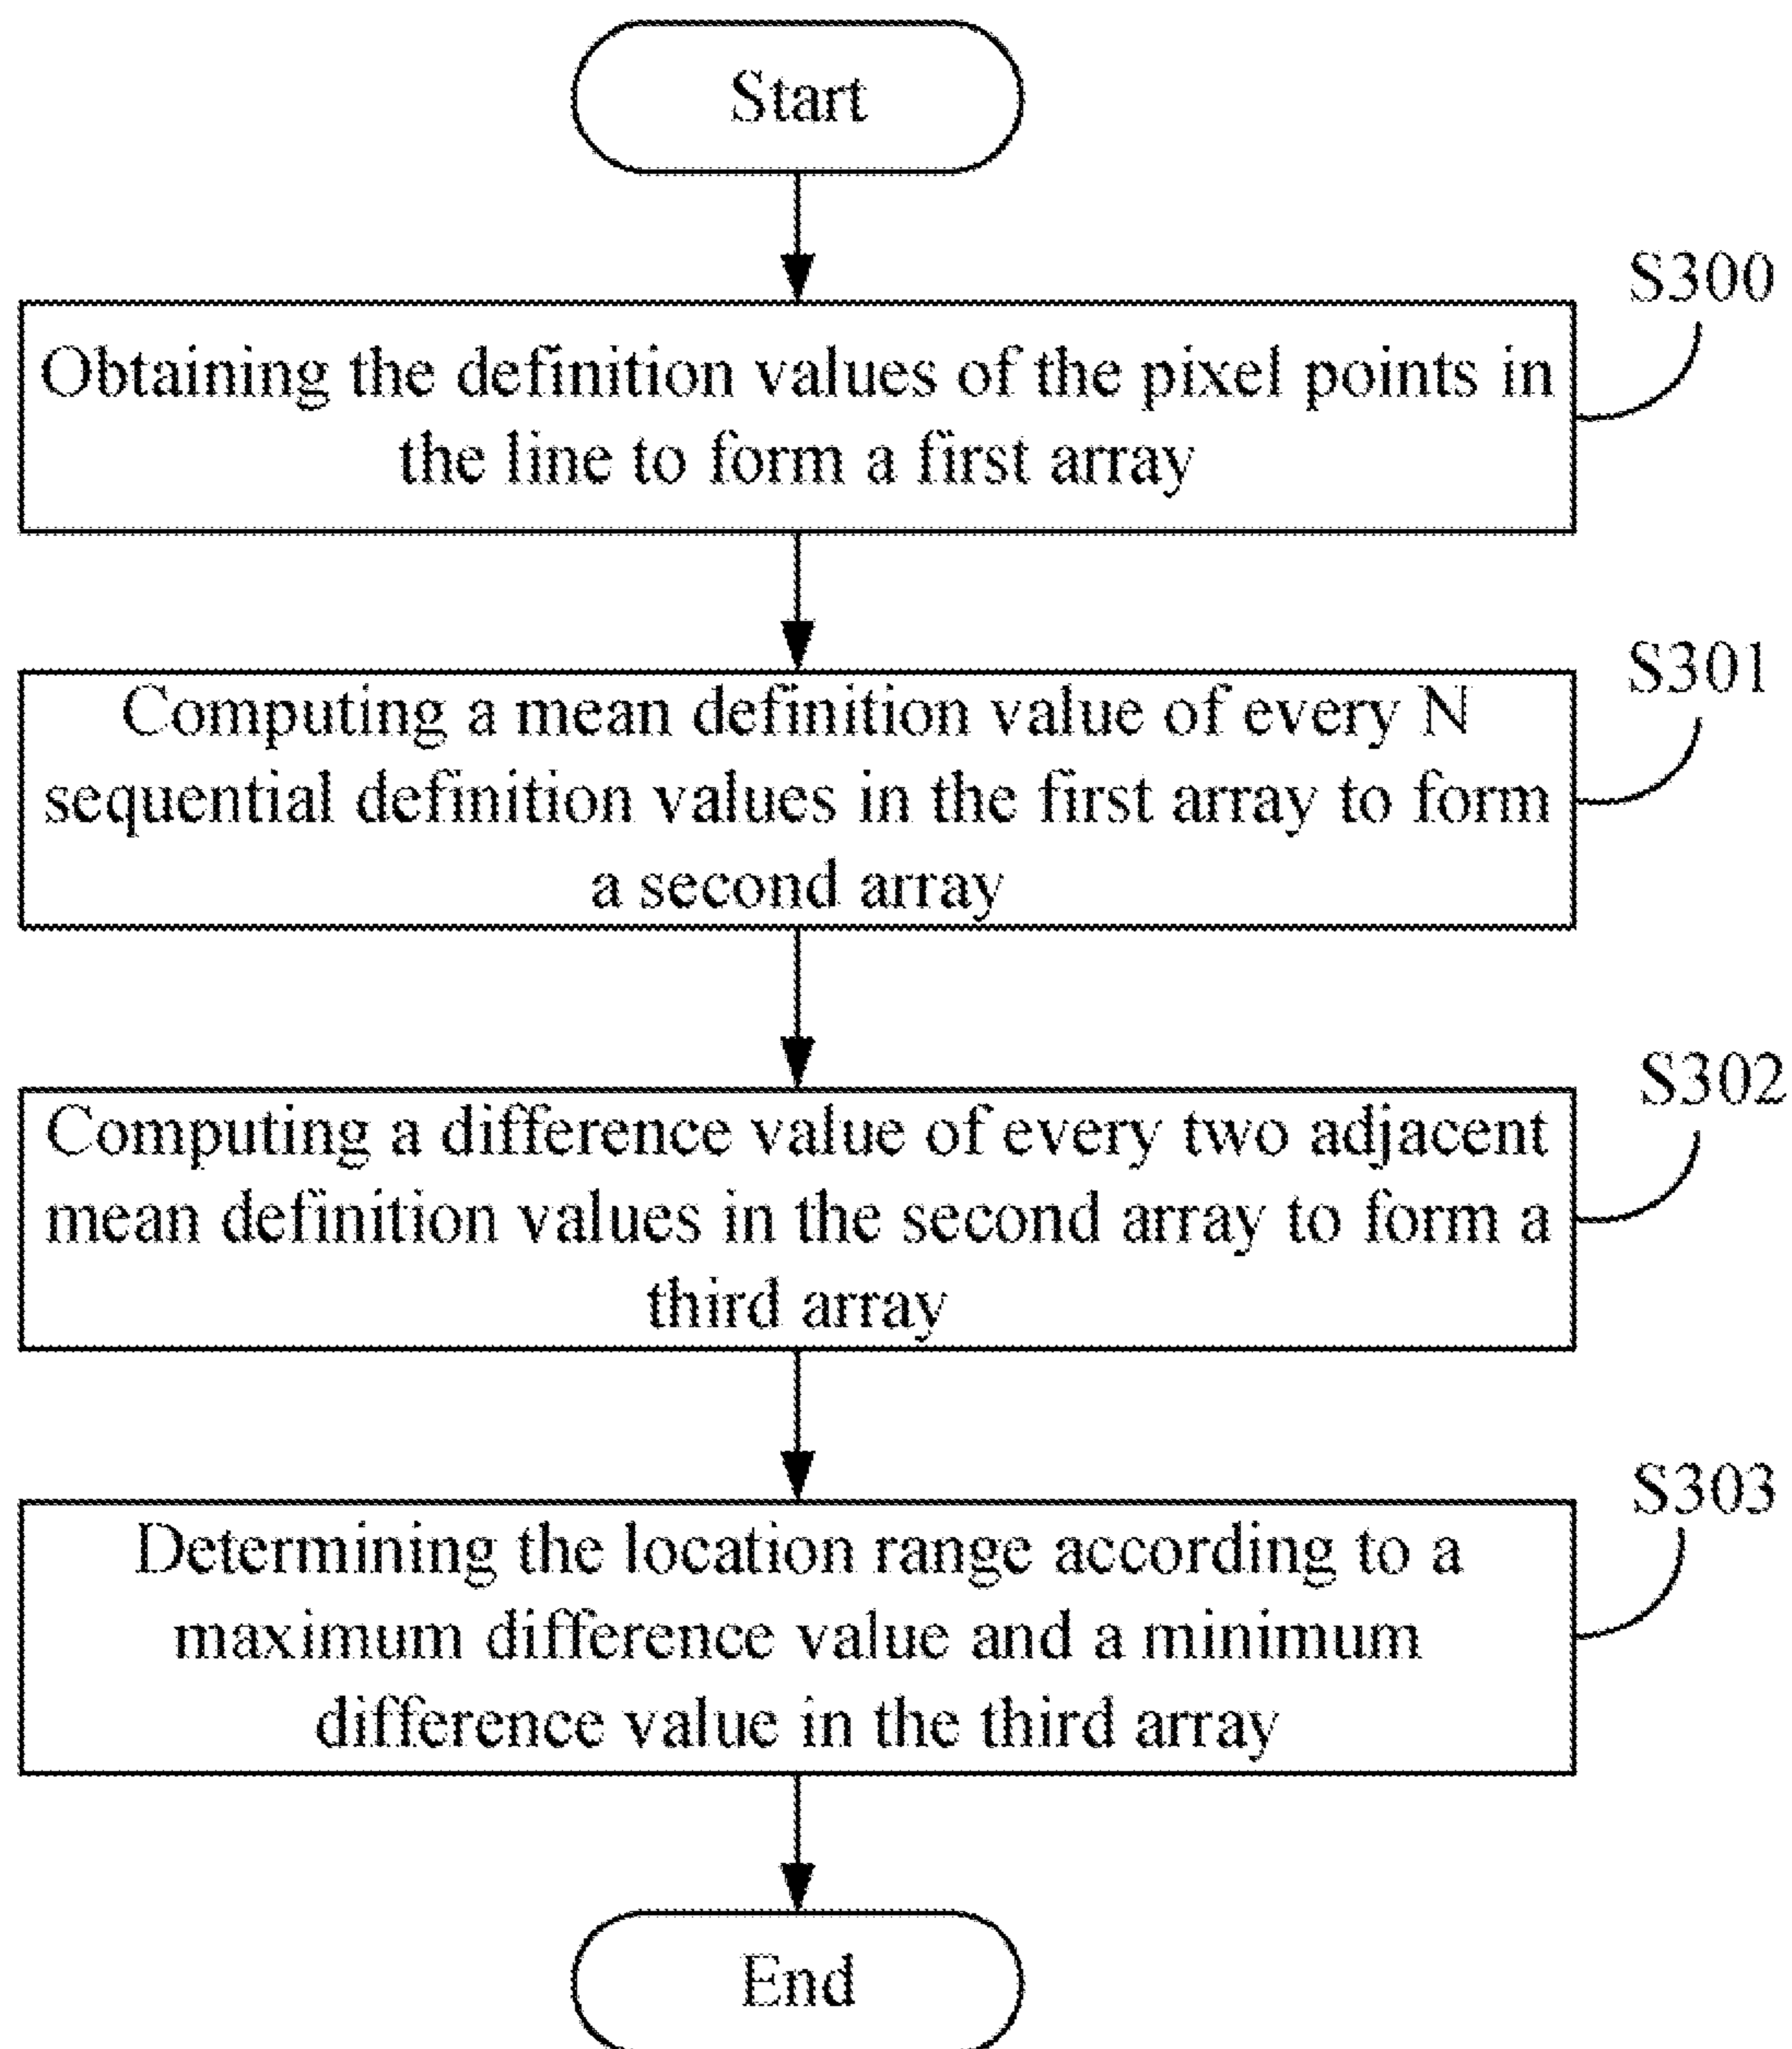 Start
S300
Obtaining the definition values of the pixel points in
the line to form a first array
S301
Computing a mean definition value of every N
sequential definition values in the first array to form
a second array
S302
Computing a difference value of every two adjacent
mean definition values in the second array to form a
third array
S303
Determining the location range according to a
maximum difference value and a minimum
difference value in the third array
End